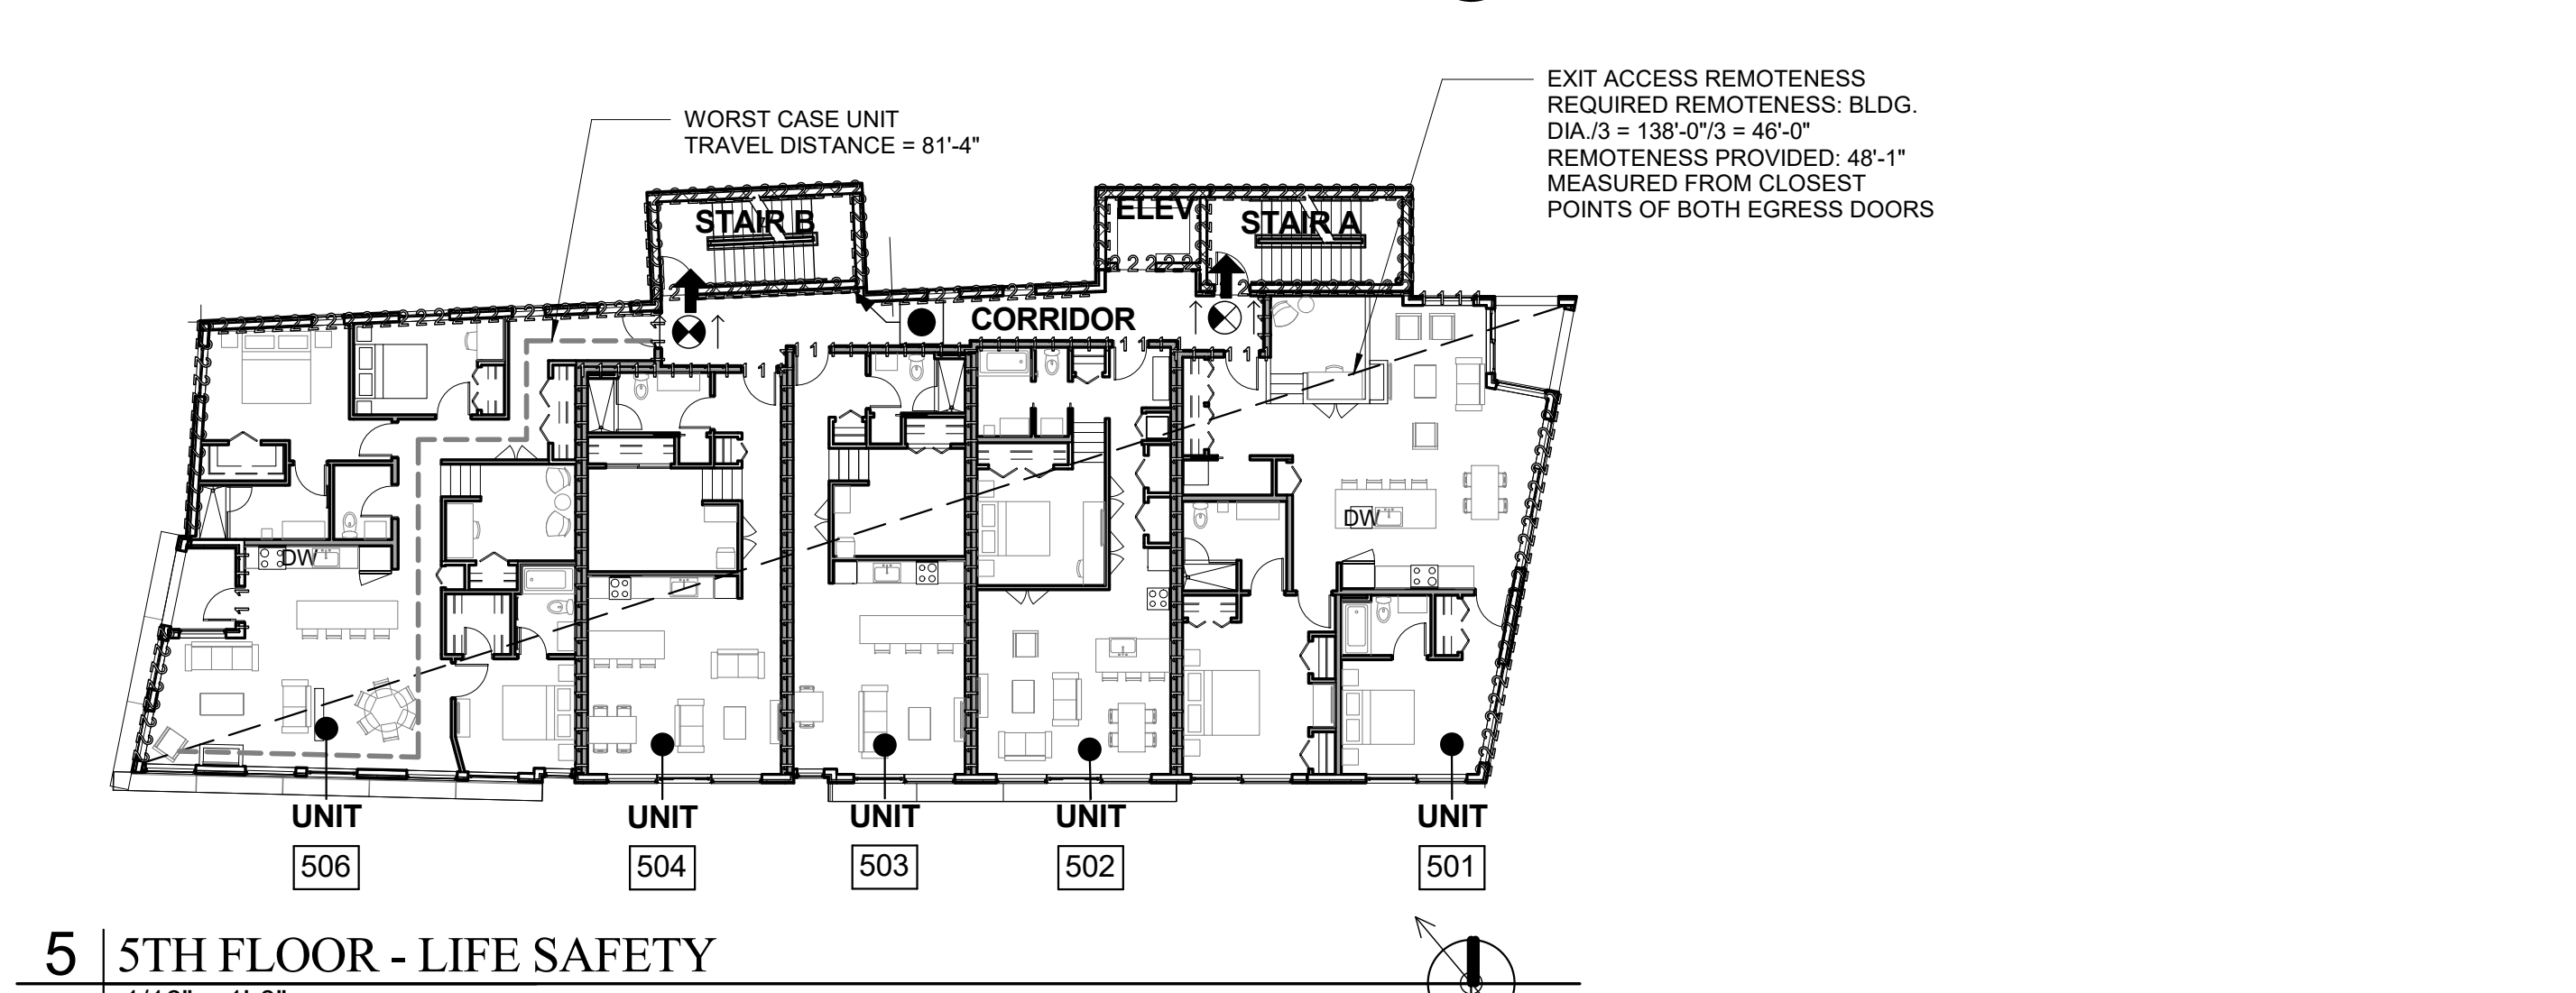 EXIT ACCESS REMOTENESS
REQUIRED REMOTENESS: BLDG.
DIA./3 = 138'-0"/3 = 46'-0"
REMOTENESS PROVIDED: 48'-1"
MEASURED FROM CLOSEST
POINTS OF BOTH EGRESS DOORS
WORST CASE UNIT
TRAVEL DISTANCE = 81'-4"
STAIR B
ELEV.
STAIR A
CORRIDOR
DW
DW
UNIT
506
UNIT
504
UNIT
503
UNIT
502
UNIT
501
5
5TH FLOOR - LIFE SAFETY